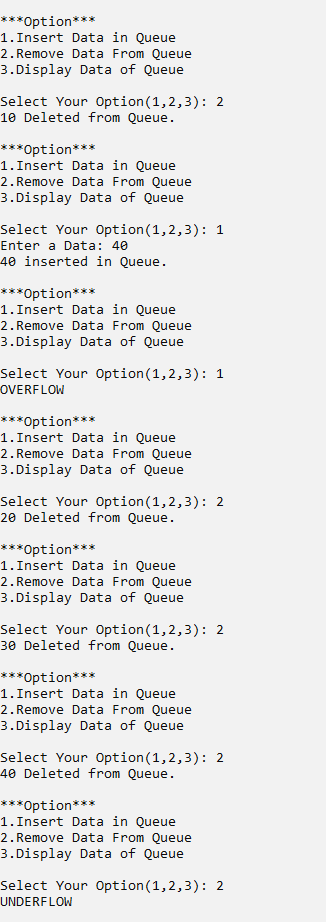 ***Option***
1.Insert Data in Queue
2.Remove Data From Queue
3.Display Data of Queue
Select Your Option(1,2,3): 2
10 Deleted from Queue.
***Option***
1.Insert Data in Queue
2.Remove Data From Queue
3.Display Data of Queue
Select Your Option(1,2,3): 1
Enter a Data: 40
40 inserted in Queue.
***Option***
1.Insert Data in Queue
2.Remove Data From Queue
3.Display Data of Queue
Select Your Option(1,2,3): 1
OVERFLOW
***Option***
1.Insert Data in Queue
2.Remove Data From Queue
3.Display Data of Queue
Select Your Option(1,2,3): 2
20 Deleted from Queue.
***Option***
1.Insert Data in Queue
2.Remove Data From Queue
3.Display Data of Queue
Select Your Option(1,2,3): 2
30 Deleted from Queue.
***Option***
1.Insert Data in Queue
2.Remove Data From Queue
3.Display Data of Queue
Select Your Option(1,2,3): 2
40 Deleted from Queue.
***Option***
1.Insert Data in Queue
2.Remove Data From Queue
3.Display Data of Queue
Select Your Option(1,2,3): 2
UNDERFLOW